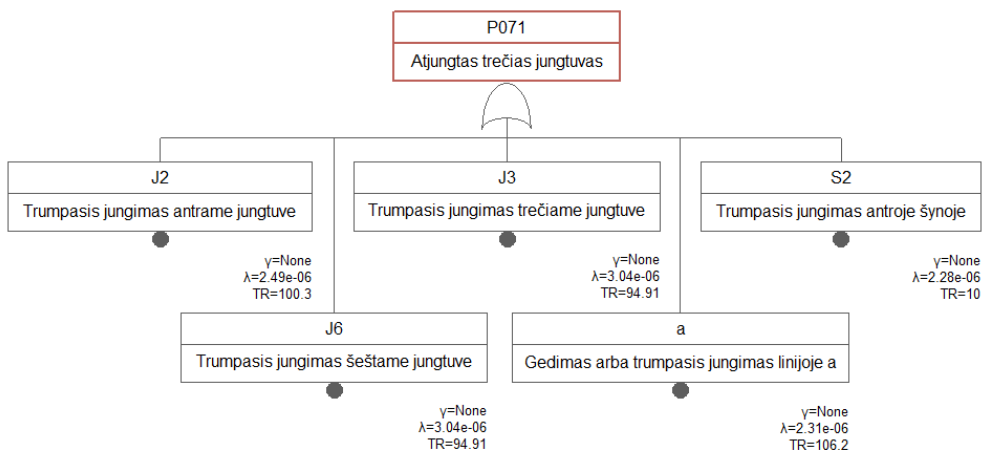 P071
Atjungtas trečias jungtuvas
J2
Trumpasis jungimas antrame jungtuve
γ=None
λ=2.49e-06
TR=100.3
J3
Trumpasis jungimas trečiame jungtuve
γ=None
λ=3.04e-06
TR=94.91
S2
Trumpasis jungimas antroje šynoje
γ=None
λ=2.28e-06
TR=10
J6
Trumpasis jungimas šeštame jungtuve
γ=None
λ=3.04e-06
TR=94.91
a
Gedimas arba trumpasis jungimas linijoje a
γ=None
λ=2.31e-06
TR=106.2